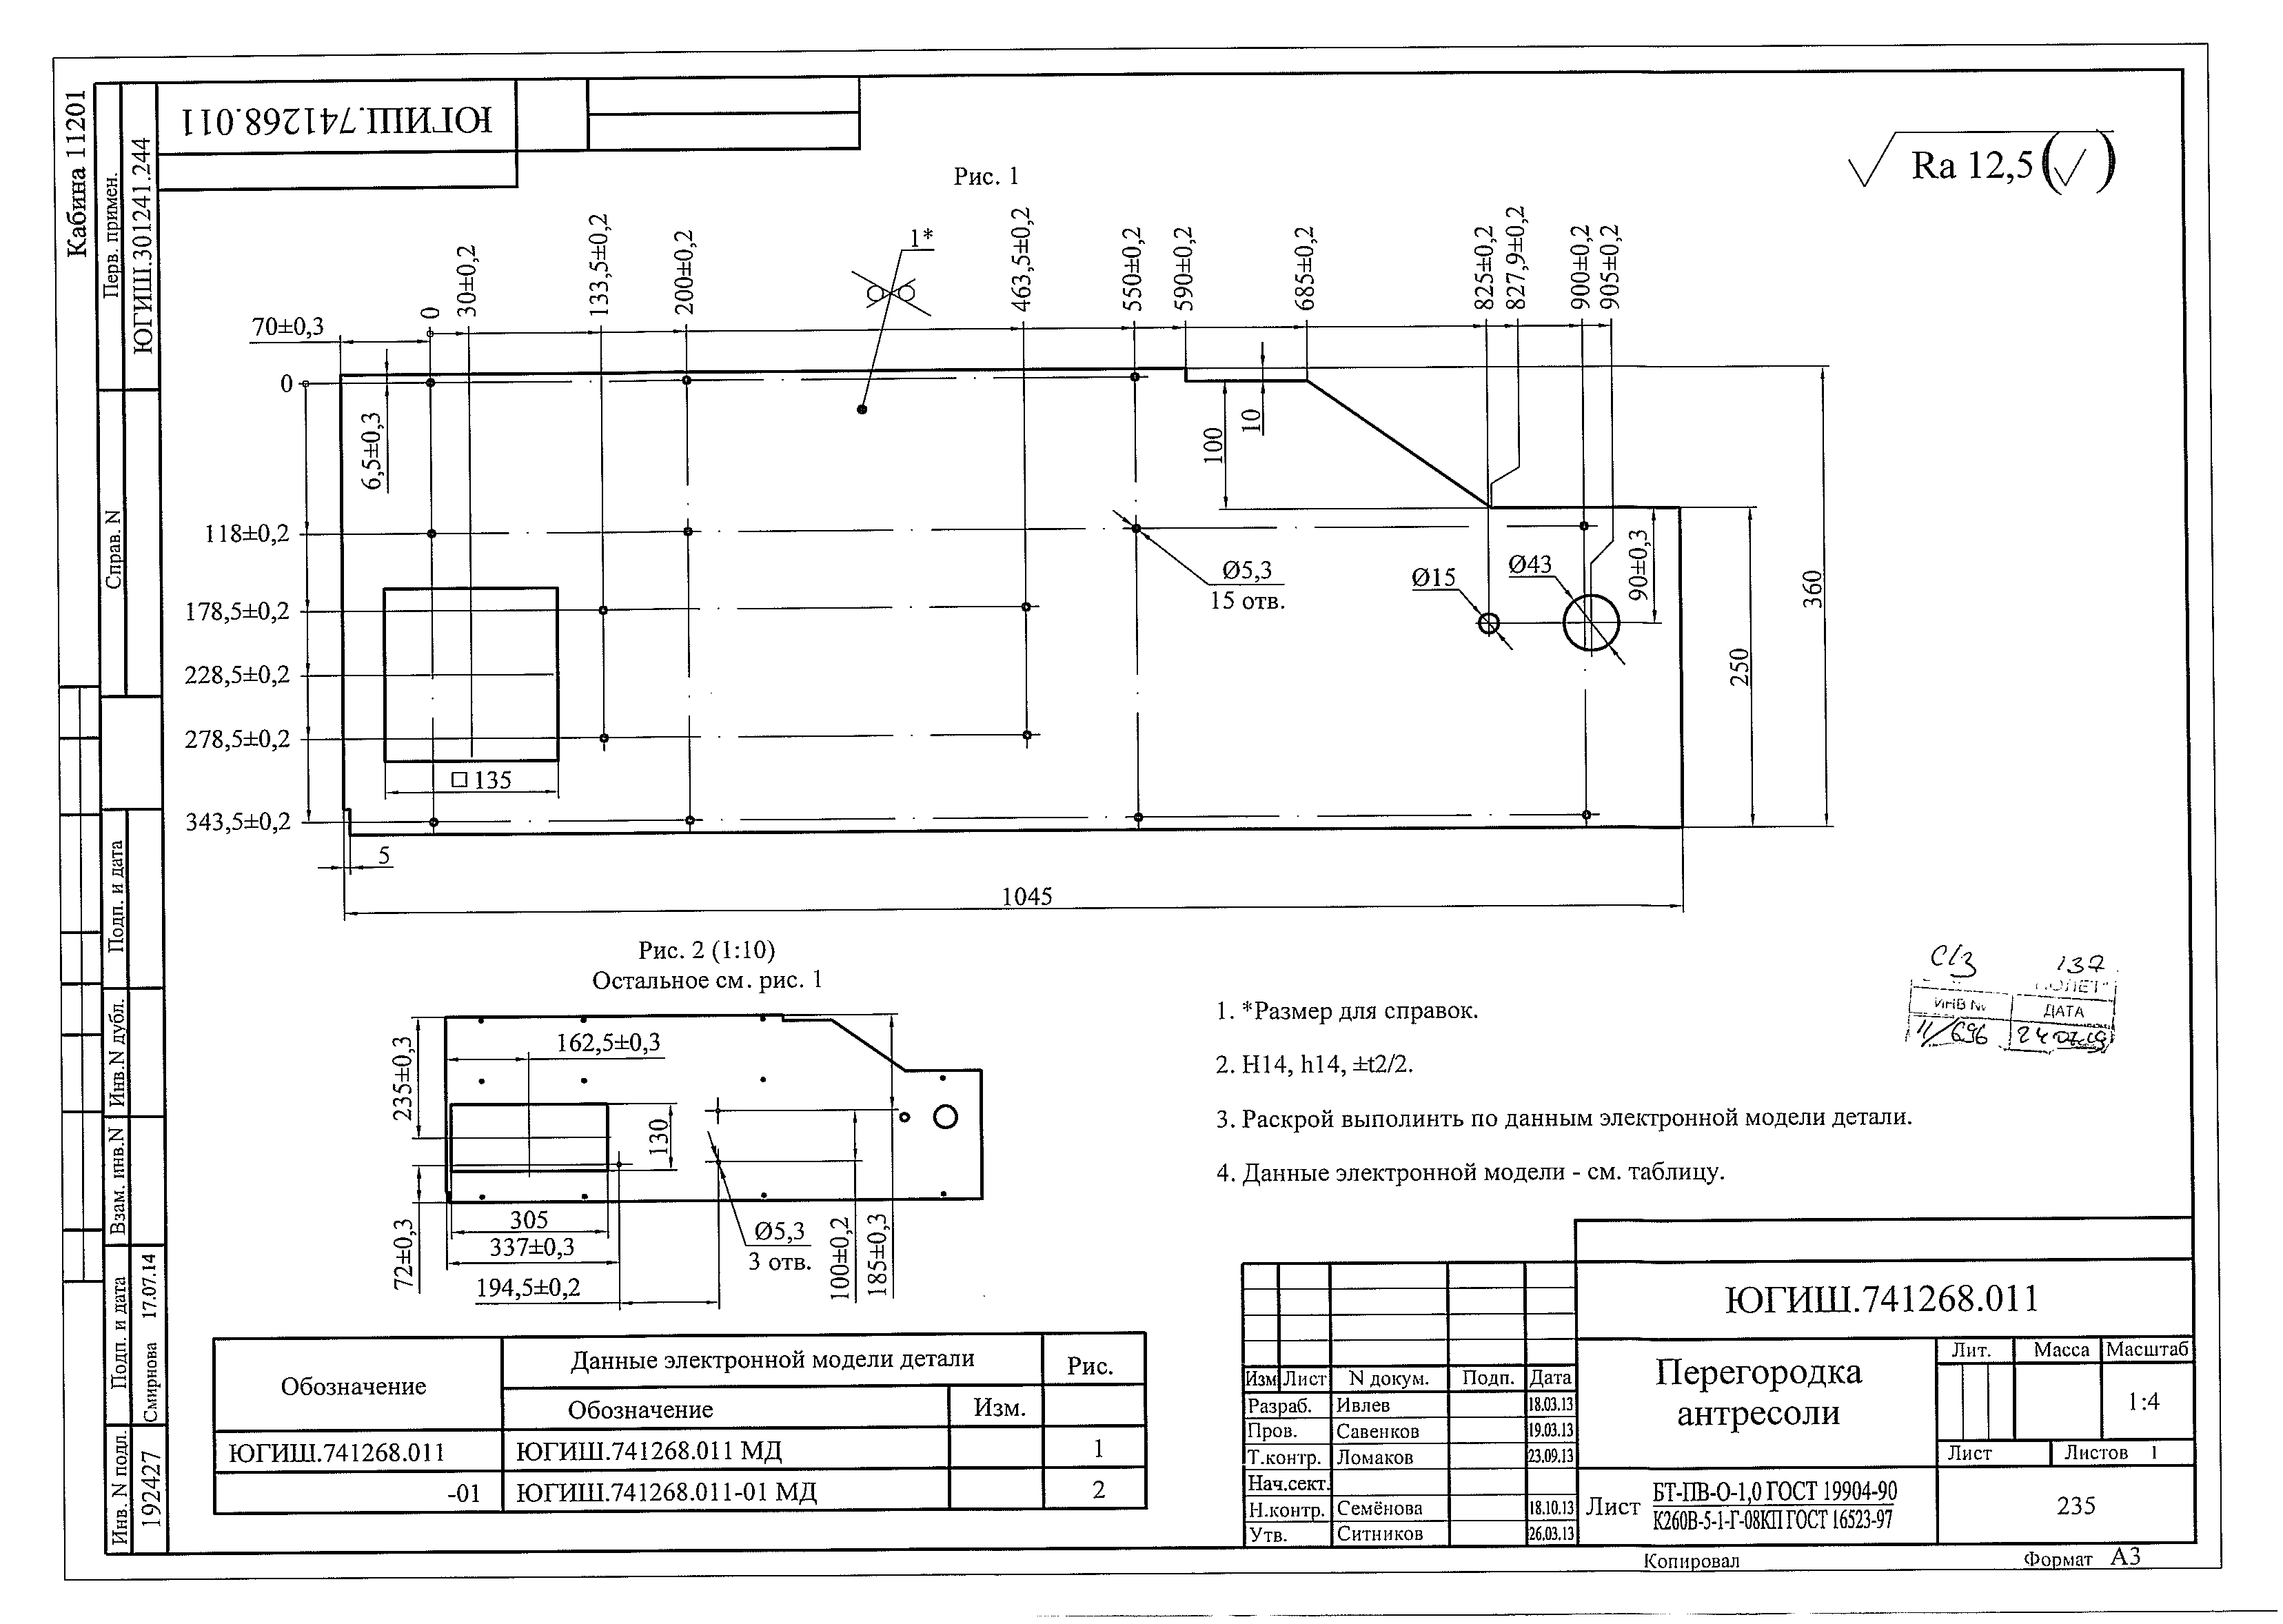 Кабина 11201
Перв. примен.
ЮГИШ.301241.244
Справ. N
Подп. и дата
Инв.N дубл.
Взам. инв.N
Подп. и дата
Смирнова 17.07.14
Инв. N подл.
192427
ЮГИШ.741268.011
Ra 12,5
Рис. 1
1*
70±0,3
0
30±0,2
133,5±0,2
200±0,2
463,5±0,2
550±0,2
590±0,2
685±0,2
825±0,2
827,9±0,2
900±0,2
905±0,2
0
6,5±0,3
118±0,2
178,5±0,2
228,5±0,2
278,5±0,2
343,5±0,2
□135
5
1045
100
10
Ø5,3
15 отв.
Ø15
Ø43
90±0,3
250
360
Рис. 2 (1:10)
Остальное см. рис. 1
235±0,3
162,5±0,3
130
72±0,3
305
337±0,3
194,5±0,2
Ø5,3
3 отв.
100±0,2
185±0,3
1. *Размер для справок.
2. H14, h14, ±t2/2.
3. Раскрой выполинть по данным электронной модели детали.
4. Данные электронной модели - см. таблицу.
137
ИНВ №
ДАТА
11/696
Обозначение
Данные электронной модели детали
Рис.
Обозначение
Изм.
ЮГИШ.741268.011
ЮГИШ.741268.011 МД
1
-01
ЮГИШ.741268.011-01 МД
2
ЮГИШ.741268.011
Перегородка
антресоли
Лит.
Масса
Масштаб
1:4
Лист
Листов 1
Изм
Лист
N докум.
Подп.
Дата
Разраб.
Ивлев
18.03.13
Пров.
Савенков
19.03.13
Т.контр.
Ломаков
23.09.13
Нач.сект.
Н.контр.
Семёнова
18.10.13
Утв.
Ситников
26.03.13
Лист
БТ-ПВ-О-1,0 ГОСТ 19904-90
К260В-5-1-Г-08КП ГОСТ 16523-97
235
Копировал
Формат А3